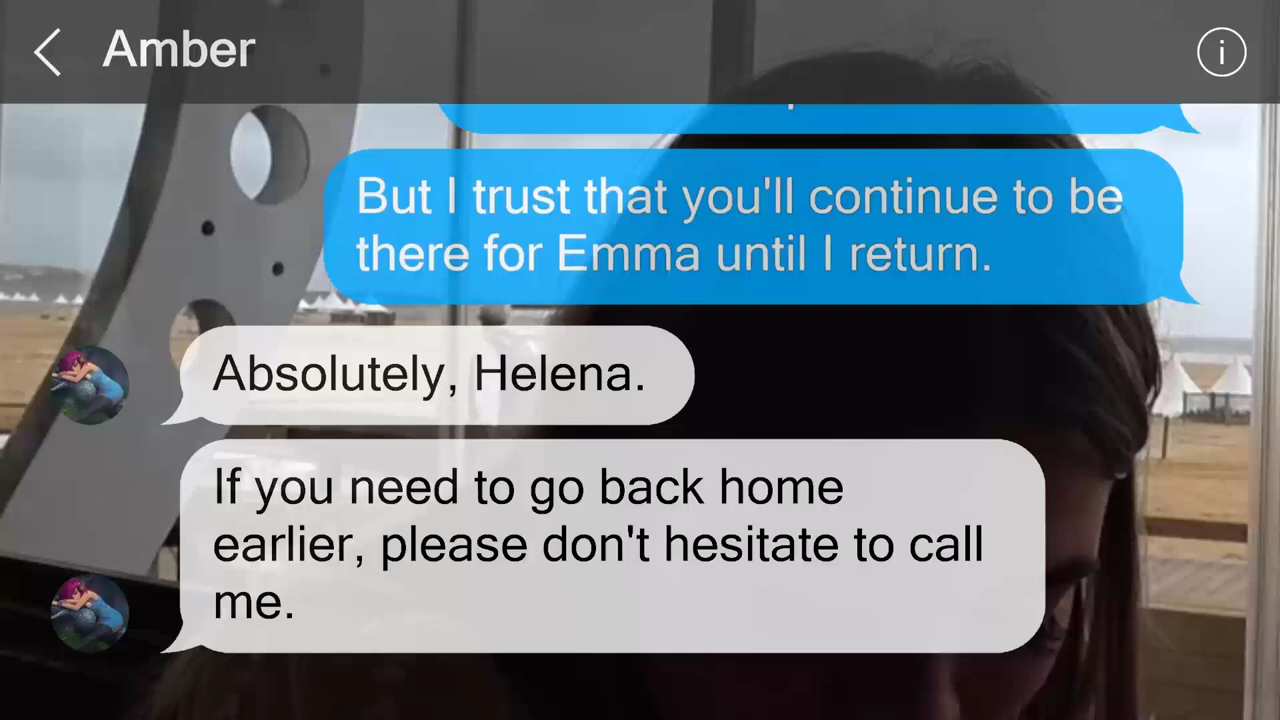 Amber
But I trust that you'll continue to be
there for Emma until I return.
Absolutely, Helena.
If you need to go back home
earlier, please don't hesitate to call
me.